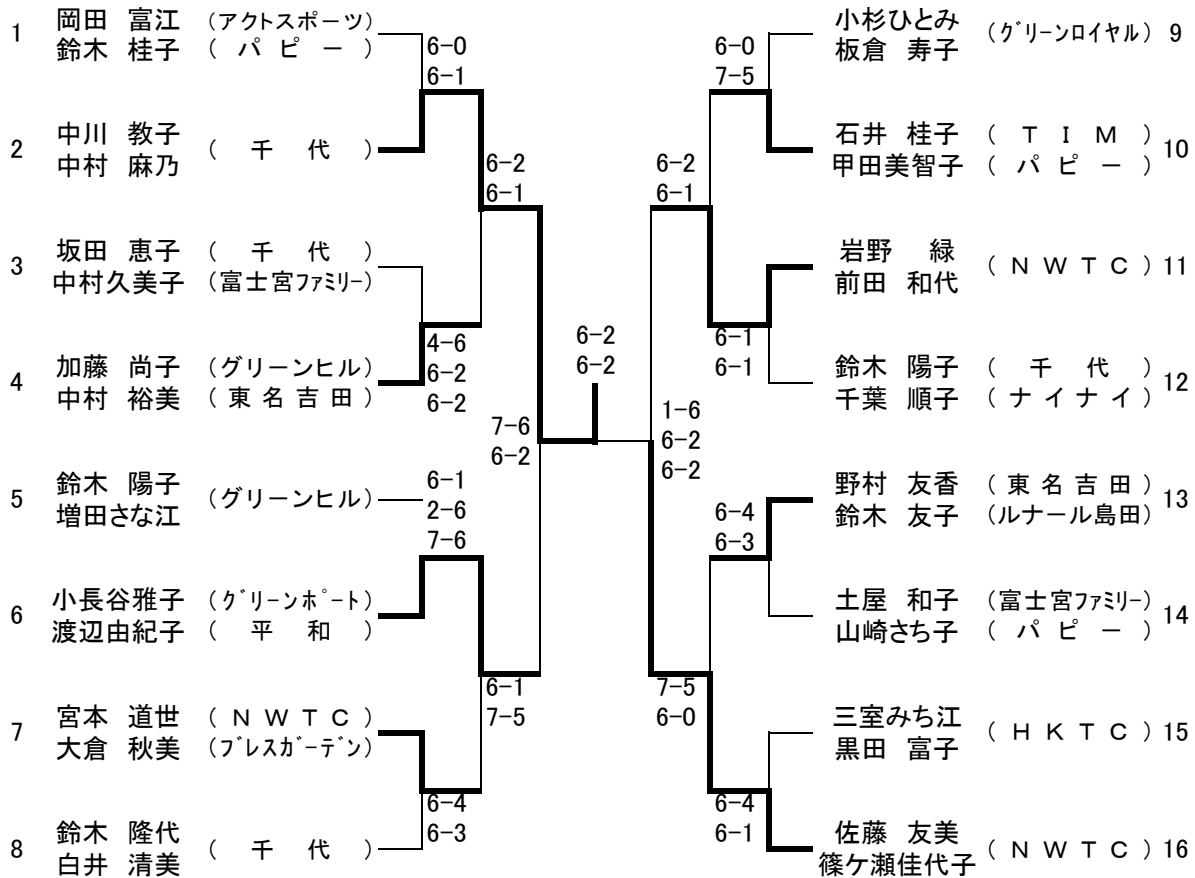 1 岡田 富江 (アクトスポーツ)
鈴木 桂子 ( パピー )
6-0
6-1
2 中川 教子 ( 千代 )
中村 麻乃
6-2
6-1
3 坂田 恵子 ( 千代 )
中村久美子 (富士宮ファミリー)
4 加藤 尚子 (グリーンヒル)
中村 裕美 (東名吉田)
4-6
6-2
6-2
7-6
6-2
5 鈴木 陽子 (グリーンヒル)
増田さな江
6-1
2-6
7-6
6 小長谷雅子 (グリーンポート)
渡辺由紀子 ( 平和 )
6-1
7-5
7 宮本 道世 (NWTC)
大倉 秋美 (ブレスガーデン)
6-4
6-3
8 鈴木 隆代 ( 千代 )
白井 清美
6-2
6-2
小杉ひとみ (グリーンロイヤル) 9
板倉 寿子
6-0
7-5
石井 桂子 (TIM) 10
甲田美智子 (パピー)
6-2
6-1
岩野 緑 (NWTC) 11
前田 和代
6-1
6-1
鈴木 陽子 ( 千代 ) 12
千葉 順子 (ナイナイ)
1-6
6-2
6-2
野村 友香 (東名吉田) 13
鈴木 友子 (ルナール島田)
6-4
6-3
土屋 和子 (富士宮ファミリー) 14
山崎さち子 (パピー)
7-5
6-0
三室みち江 (HKTC) 15
黒田 富子
6-4
6-1
佐藤 友美 (NWTC) 16
篠ケ瀬佳代子